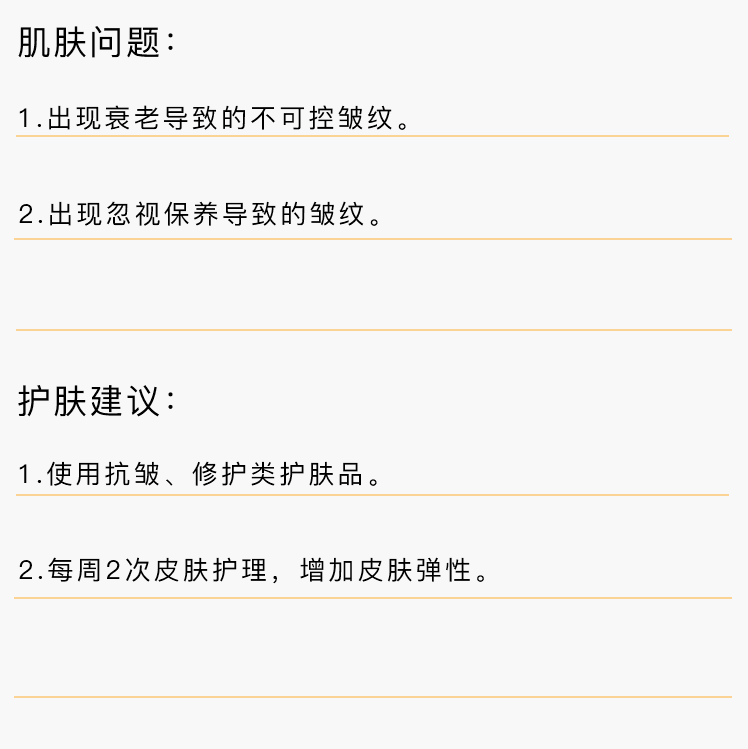 肌肤问题：
1.出现衰老导致的不可控皱纹。
2.出现忽视保养导致的皱纹。
护肤建议：
1.使用抗皱、修护类护肤品。
2.每周2次皮肤护理，增加皮肤弹性。